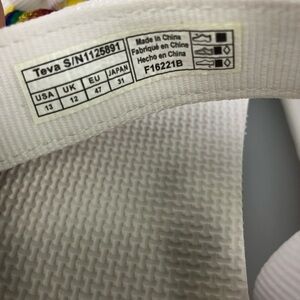 Teva S/N1125891
USA UK EU JAPAN
13 12 47 31
Made in China
Fabriqué en China
Hecho en China
F16221B